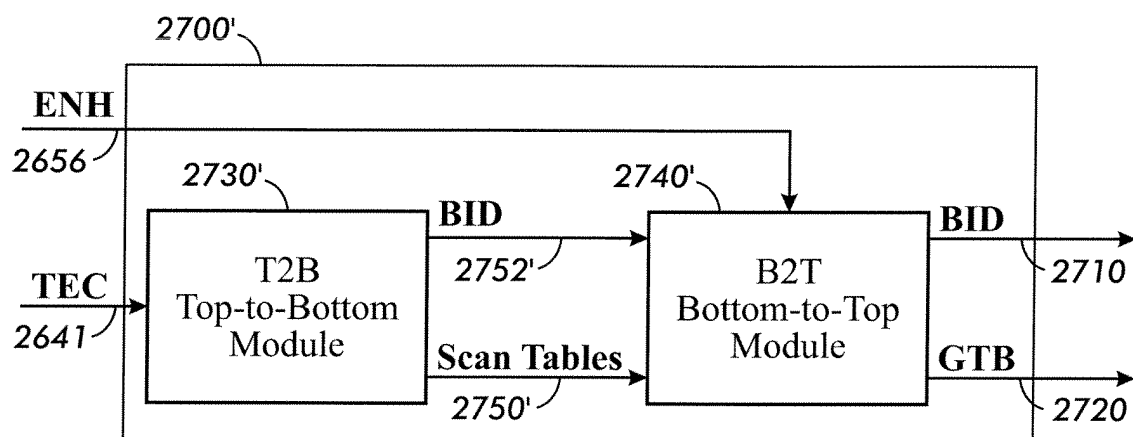 2700'
ENH
2656
2730'
2740'
BID
BID
2752'
2710
T2B
Top-to-Bottom
Module
B2T
Bottom-to-Top
Module
TEC
2641
Scan Tables
GTB
2750'
2720